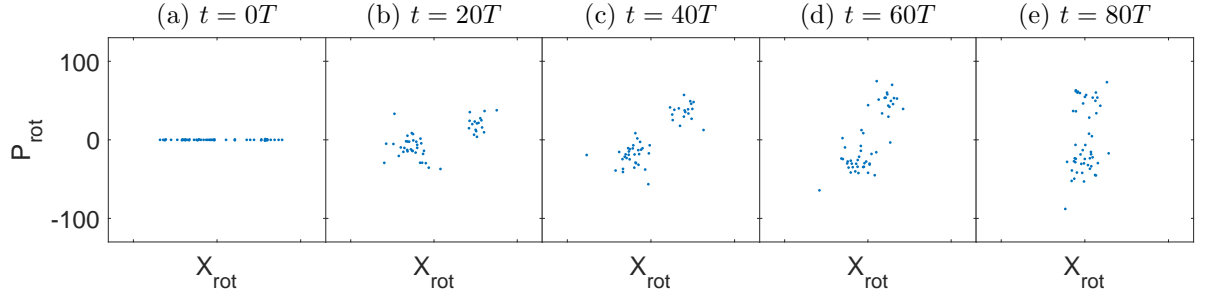 (a) t = 0T
(b) t = 20T
(c) t = 40T
(d) t = 60T
(e) t = 80T
P_rot
100
0
-100
X_rot
X_rot
X_rot
X_rot
X_rot